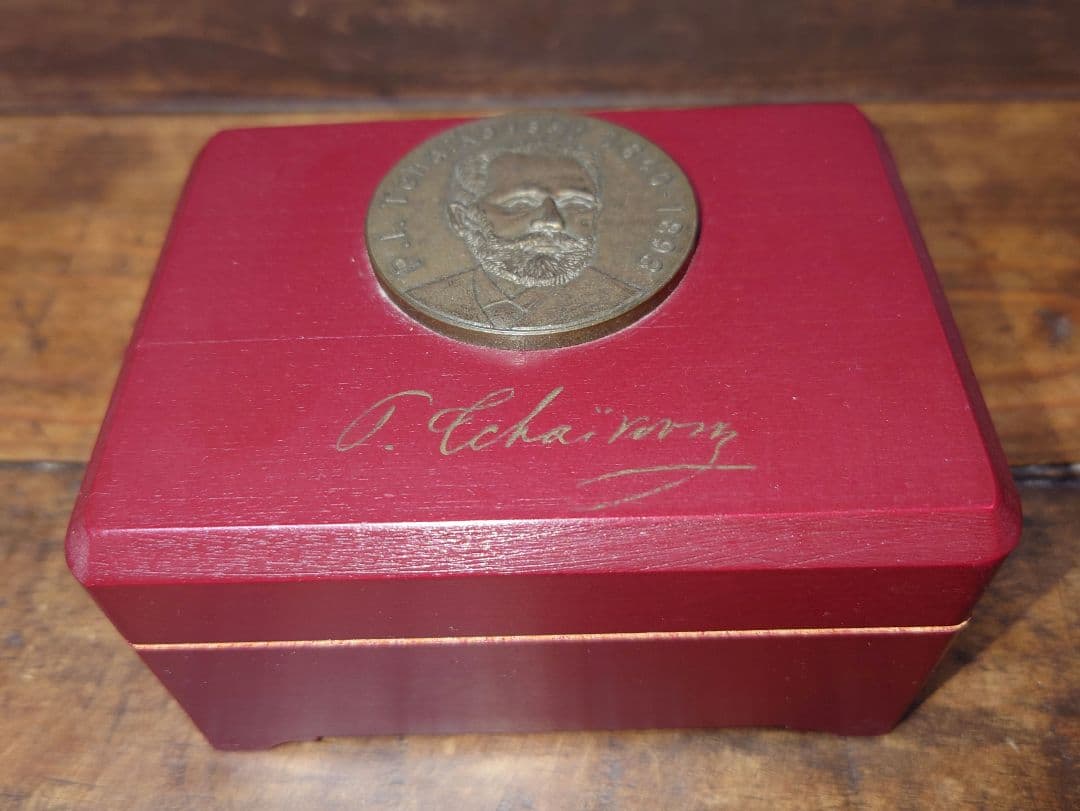 P.I. TCHAIKOVSKY 1840-1893
P. Tchaïkovsky